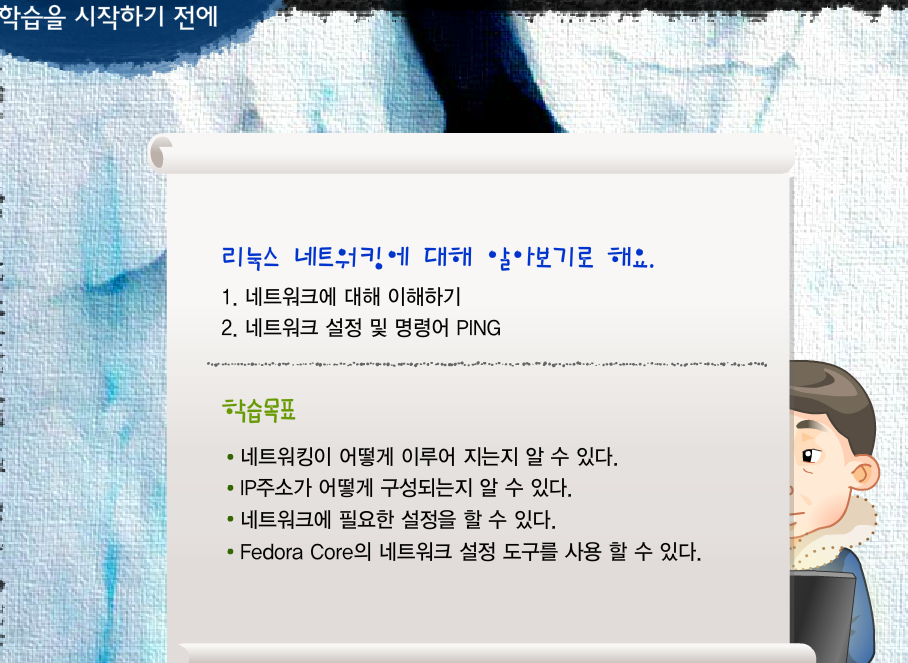 학습을 시작하기 전에
리눅스 네트워킹에 대해 알아보기로 해요.
1. 네트워크에 대해 이해하기
2. 네트워크 설정 및 명령어 PING
학습목표
• 네트워킹이 어떻게 이루어 지는지 알 수 있다.
• IP주소가 어떻게 구성되는지 알 수 있다.
• 네트워크에 필요한 설정을 할 수 있다.
• Fedora Core의 네트워크 설정 도구를 사용 할 수 있다.